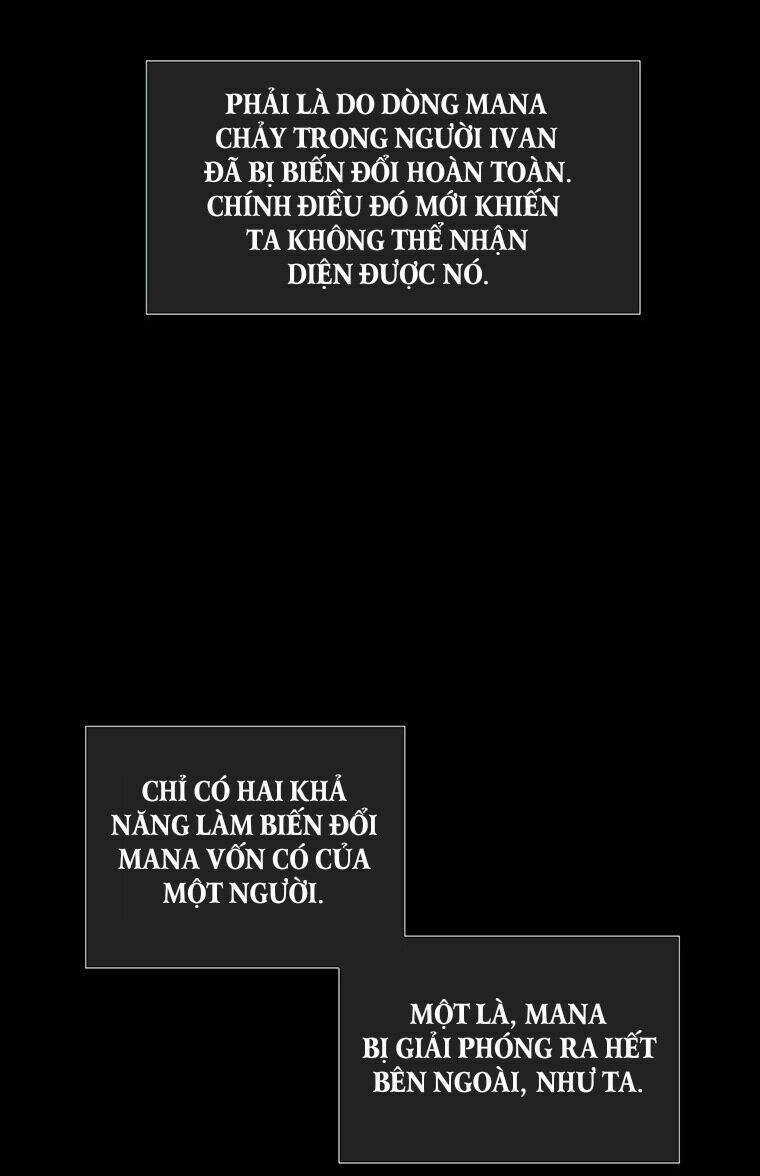 PHẢI LÀ DO DÒNG MANA
CHẢY TRONG NGƯỜI IVAN
ĐÃ BỊ BIẾN ĐỔI HOÀN TOÀN.
CHÍNH ĐIỀU ĐÓ MỚI KHIẾN
TA KHÔNG THỂ NHẬN
DIỆN ĐƯỢC NÓ.
CHỈ CÓ HAI KHẢ
NĂNG LÀM BIẾN ĐỔI
MANA VỐN CÓ CỦA
MỘT NGƯỜI.
MỘT LÀ, MANA
BỊ GIẢI PHÓNG RA HẾT
BÊN NGOÀI, NHƯ TA.